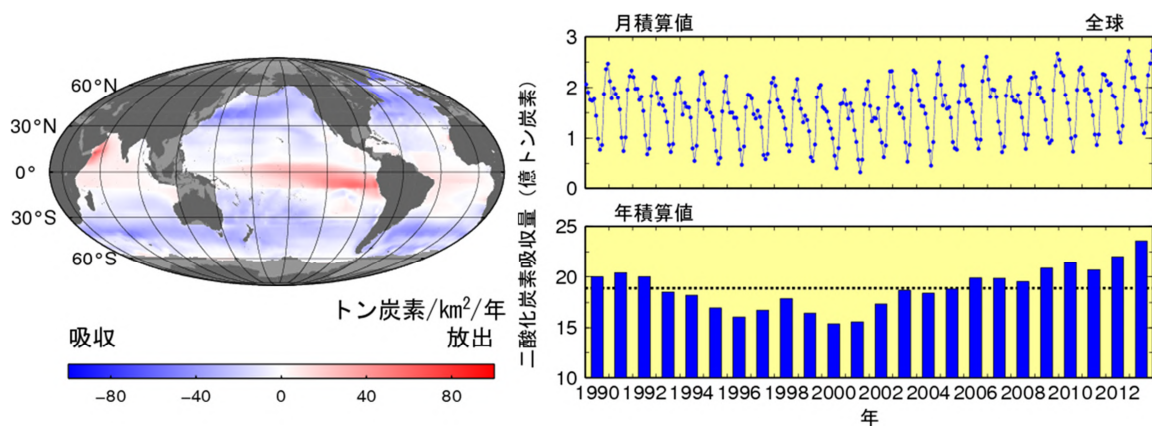 60°N
30°N
0°
30°S
60°S
トン炭素/km²/年
吸収 放出
−80 −40 0 40 80
月積算値 全球
3
2
1
0
二酸化炭素吸収量（億トン炭素）
年積算値
25
20
15
10
1990 1992 1994 1996 1998 2000 2002 2004 2006 2008 2010 2012
年